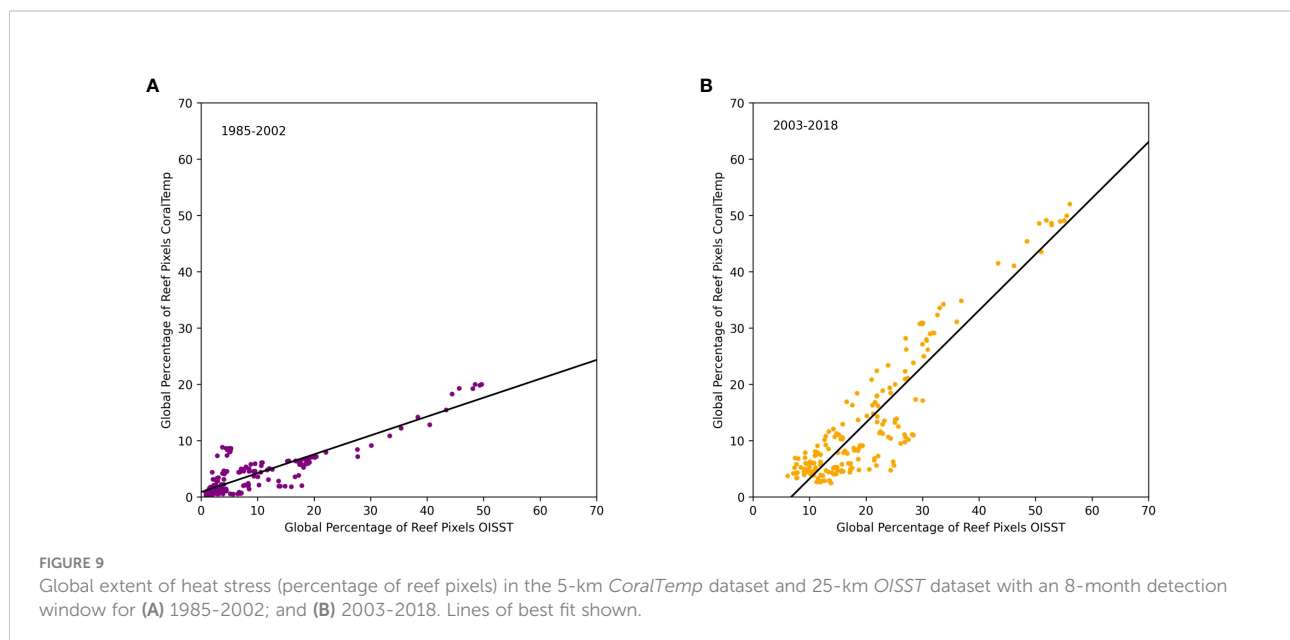 A
70
60
50
40
30
20
10
0
Global Percentage of Reef Pixels CoralTemp
1985-2002
0 10 20 30 40 50 60 70
Global Percentage of Reef Pixels OISST
B
70
60
50
40
30
20
10
0
Global Percentage of Reef Pixels CoralTemp
2003-2018
0 10 20 30 40 50 60 70
Global Percentage of Reef Pixels OISST
FIGURE 9
Global extent of heat stress (percentage of reef pixels) in the 5-km CoralTemp dataset and 25-km OISST dataset with an 8-month detection
window for (A) 1985-2002; and (B) 2003-2018. Lines of best fit shown.